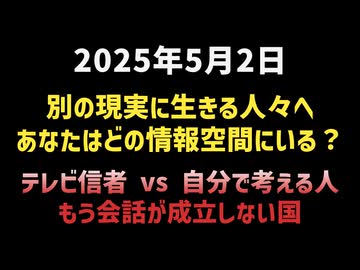 2025年5月2日
別の現実に生きる人々へ
あなたはどの情報空間にいる？
テレビ信者 vs 自分で考える人
もう会話が成立しない国